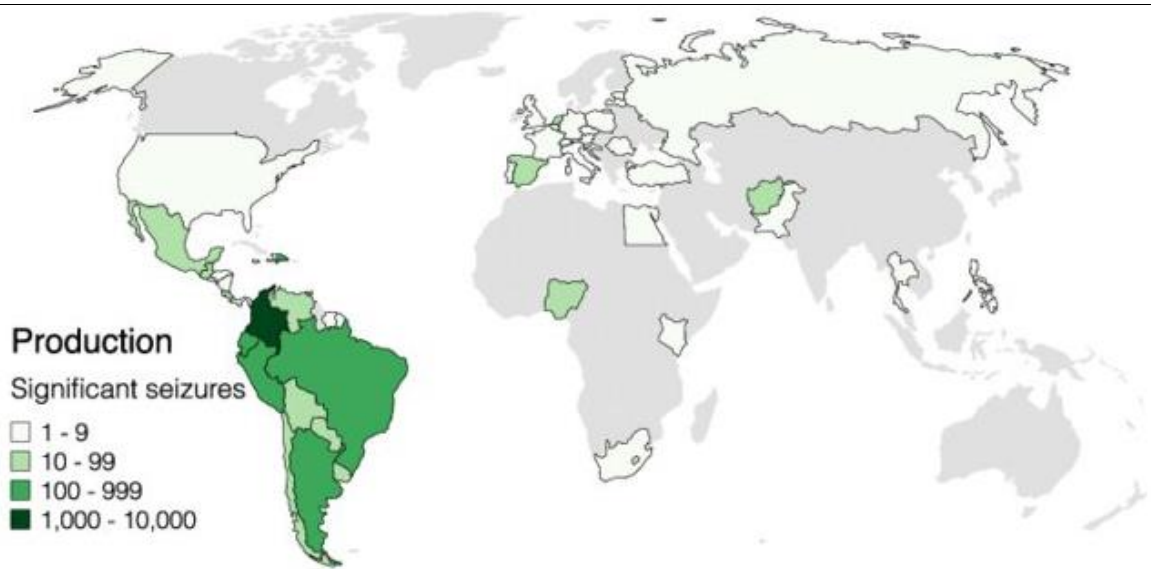 Production
Significant seizures
1 - 9
10 - 99
100 - 999
1,000 - 10,000